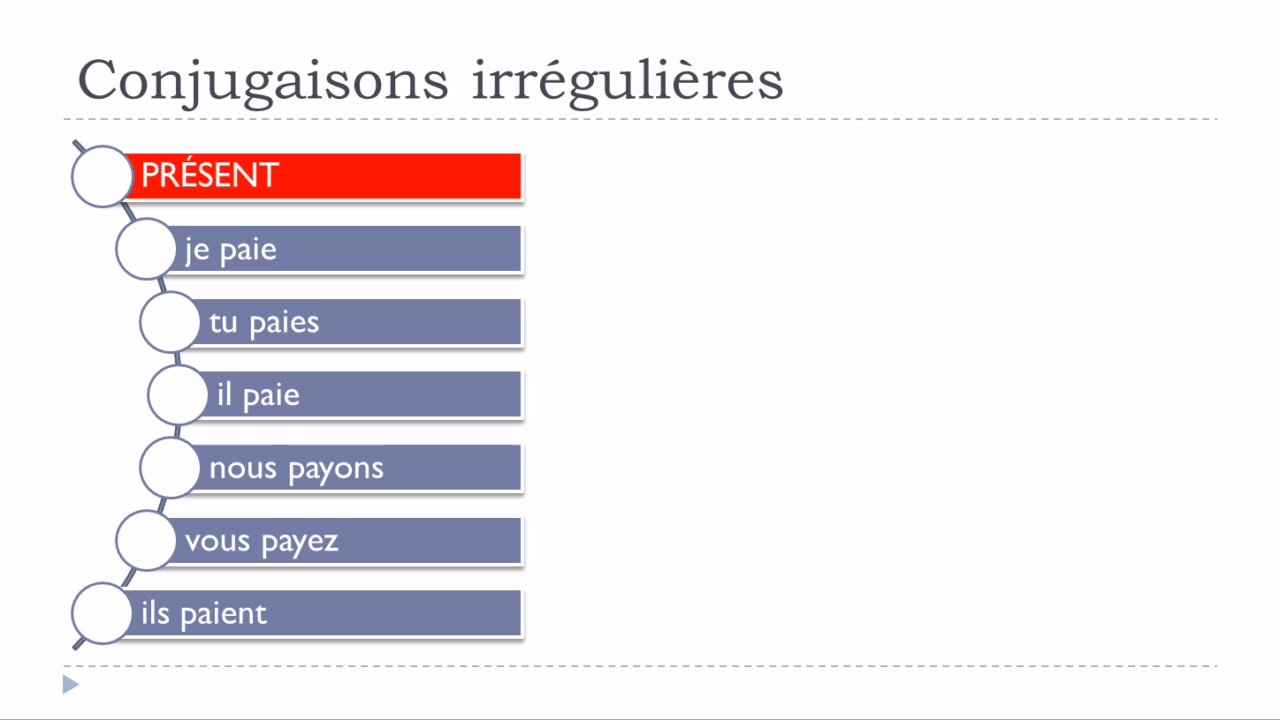 Conjugaisons irrégulières
PRÉSENT
je paie
tu paies
il paie
nous payons
vous payez
ils paient